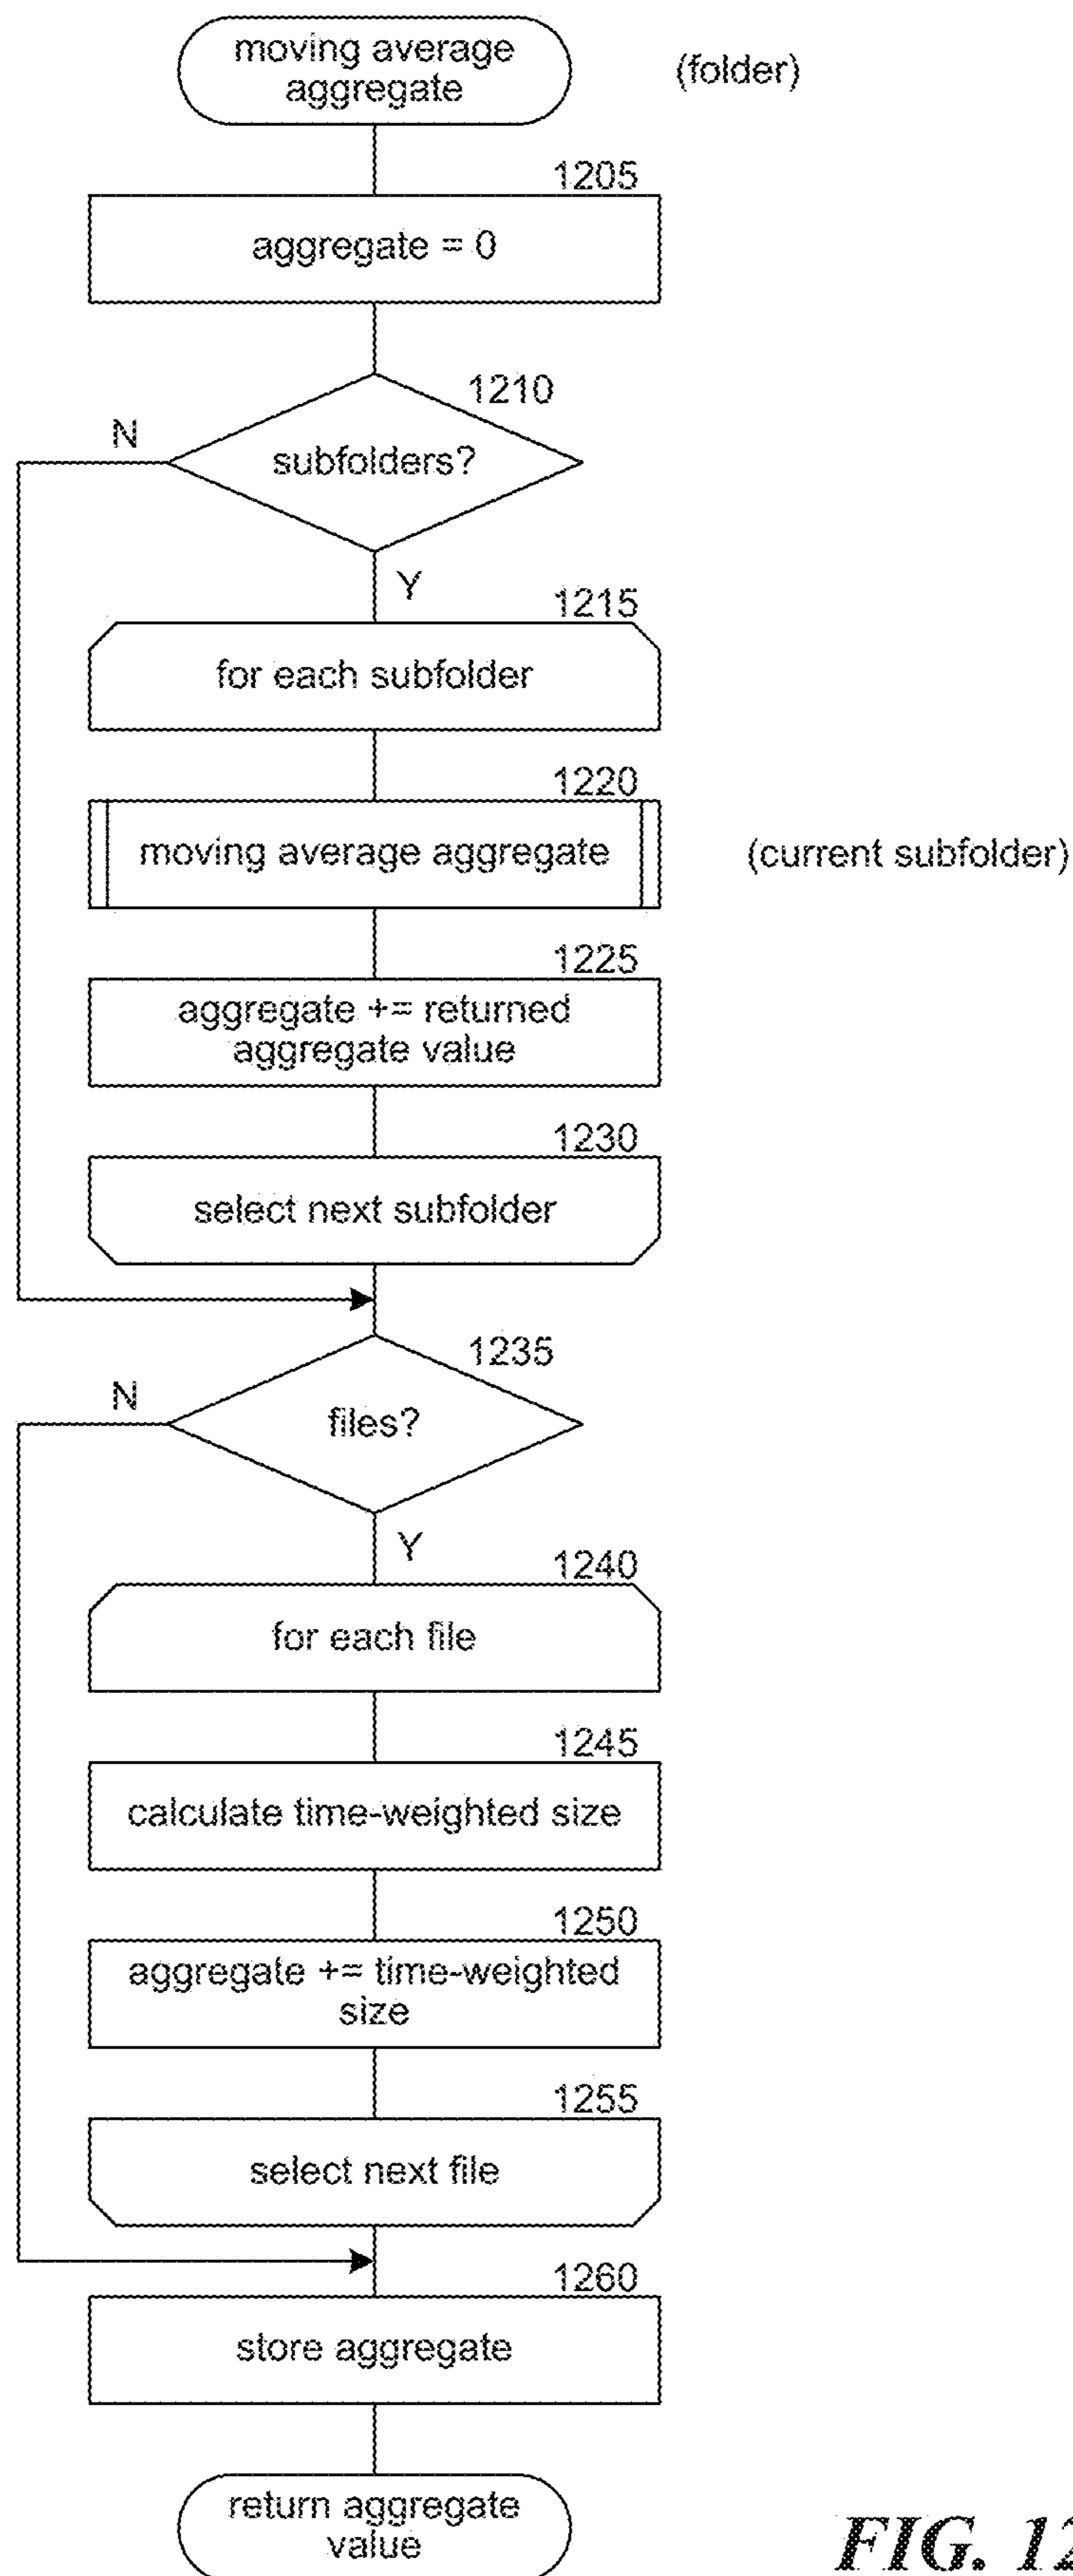 moving average
aggregate
(folder)
1205
aggregate = 0
1210
N
subfolders?
Y
1215
for each subfolder
1220
moving average aggregate
(current subfolder)
1225
aggregate += returned
aggregate value
1230
select next subfolder
1235
N
files?
Y
1240
for each file
1245
calculate time-weighted size
1250
aggregate += time-weighted
size
1255
select next file
1260
store aggregate
return aggregate
value
FIG. 12